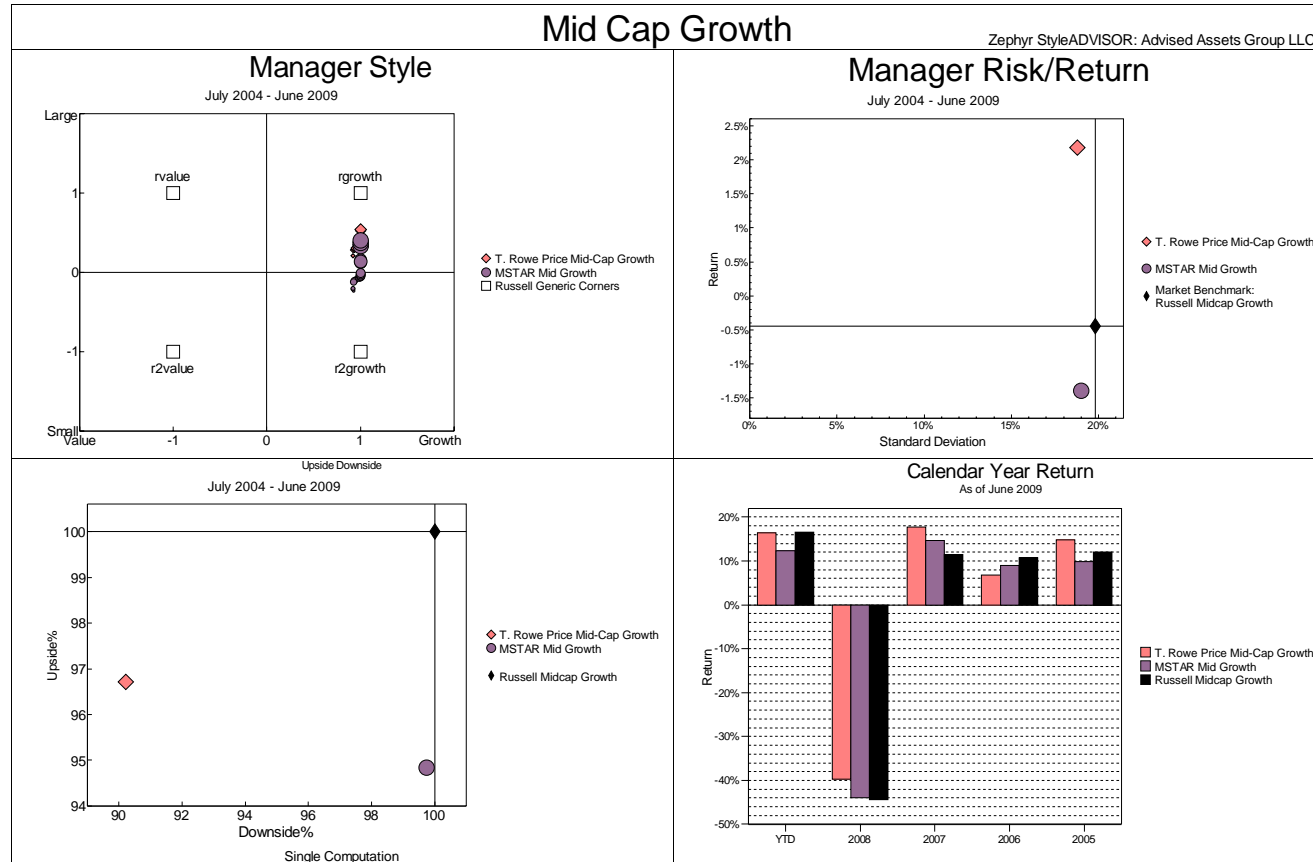 Mid Cap Growth
Zephyr StyleADVISOR: Advised Assets Group LLC
Manager Style
July 2004 - June 2009
Large
rvalue
rgrowth
1
0
-1
r2value
r2growth
Small
Value
-1
0
1
Growth
T. Rowe Price Mid-Cap Growth
MSTAR Mid Growth
Russell Generic Corners
Manager Risk/Return
July 2004 - June 2009
2.5%
2%
1.5%
1%
0.5%
0%
-0.5%
-1%
-1.5%
Return
0%
5%
10%
15%
20%
Standard Deviation
T. Rowe Price Mid-Cap Growth
MSTAR Mid Growth
Market Benchmark:
Russell Midcap Growth
Upside Downside
July 2004 - June 2009
100
99
98
97
96
95
94
Upside%
90
92
94
96
98
100
Downside%
Single Computation
T. Rowe Price Mid-Cap Growth
MSTAR Mid Growth
Russell Midcap Growth
Calendar Year Return
As of June 2009
20%
10%
0%
-10%
-20%
-30%
-40%
-50%
Return
YTD
2008
2007
2006
2005
T. Rowe Price Mid-Cap Growth
MSTAR Mid Growth
Russell Midcap Growth